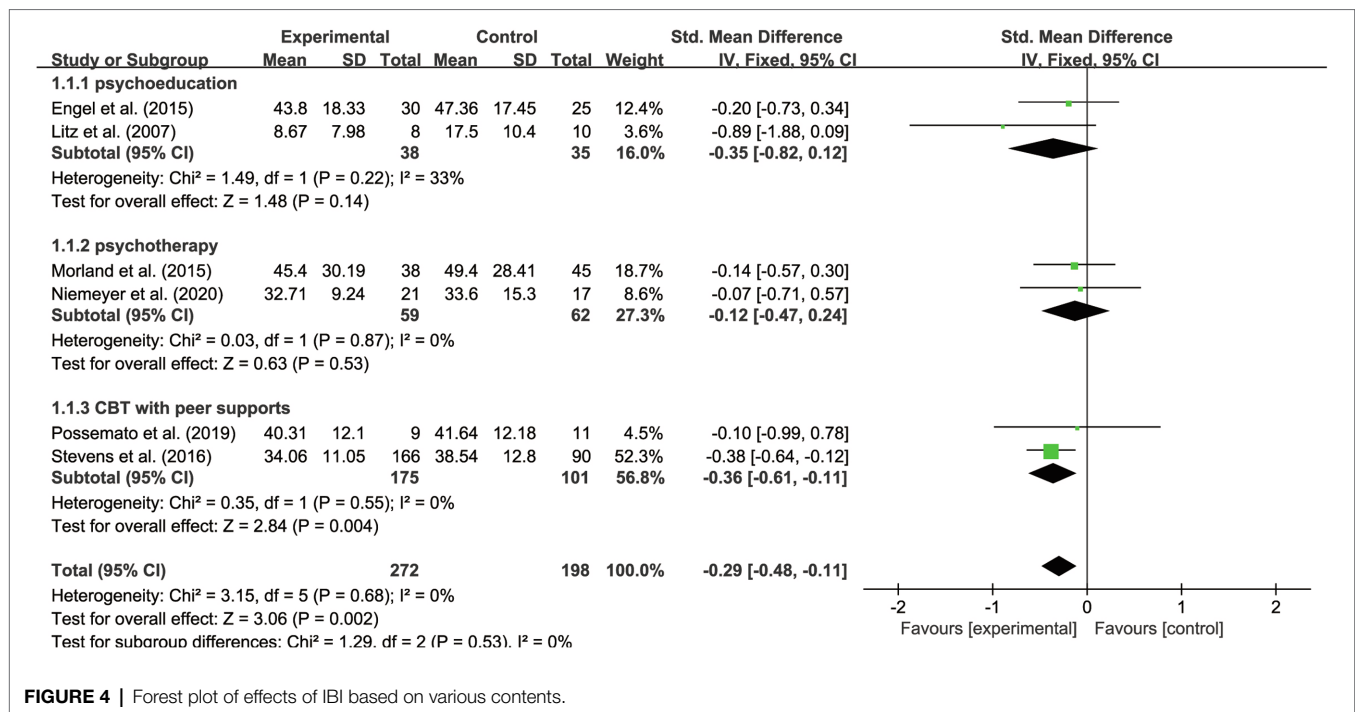 Experimental Control Std. Mean Difference Std. Mean Difference
Study or Subgroup Mean SD Total Mean SD Total Weight IV, Fixed, 95% CI IV, Fixed, 95% CI
1.1.1 psychoeducation
Engel et al. (2015) 43.8 18.33 30 47.36 17.45 25 12.4% -0.20 [-0.73, 0.34]
Litz et al. (2007) 8.67 7.98 8 17.5 10.4 10 3.6% -0.89 [-1.88, 0.09]
Subtotal (95% CI) 38 35 16.0% -0.35 [-0.82, 0.12]
Heterogeneity: Chi² = 1.49, df = 1 (P = 0.22); I² = 33%
Test for overall effect: Z = 1.48 (P = 0.14)
1.1.2 psychotherapy
Morland et al. (2015) 45.4 30.19 38 49.4 28.41 45 18.7% -0.14 [-0.57, 0.30]
Niemeyer et al. (2020) 32.71 9.24 21 33.6 15.3 17 8.6% -0.07 [-0.71, 0.57]
Subtotal (95% CI) 59 62 27.3% -0.12 [-0.47, 0.24]
Heterogeneity: Chi² = 0.03, df = 1 (P = 0.87); I² = 0%
Test for overall effect: Z = 0.63 (P = 0.53)
1.1.3 CBT with peer supports
Possemato et al. (2019) 40.31 12.1 9 41.64 12.18 11 4.5% -0.10 [-0.99, 0.78]
Stevens et al. (2016) 34.06 11.05 166 38.54 12.8 90 52.3% -0.38 [-0.64, -0.12]
Subtotal (95% CI) 175 101 56.8% -0.36 [-0.61, -0.11]
Heterogeneity: Chi² = 0.35, df = 1 (P = 0.55); I² = 0%
Test for overall effect: Z = 2.84 (P = 0.004)
Total (95% CI) 272 198 100.0% -0.29 [-0.48, -0.11]
Heterogeneity: Chi² = 3.15, df = 5 (P = 0.68); I² = 0%
Test for overall effect: Z = 3.06 (P = 0.002)
Test for subgroup differences: Chi² = 1.29, df = 2 (P = 0.53), I² = 0%
-2 -1 0 1 2
Favours [experimental] Favours [control]
FIGURE 4 | Forest plot of effects of IBI based on various contents.